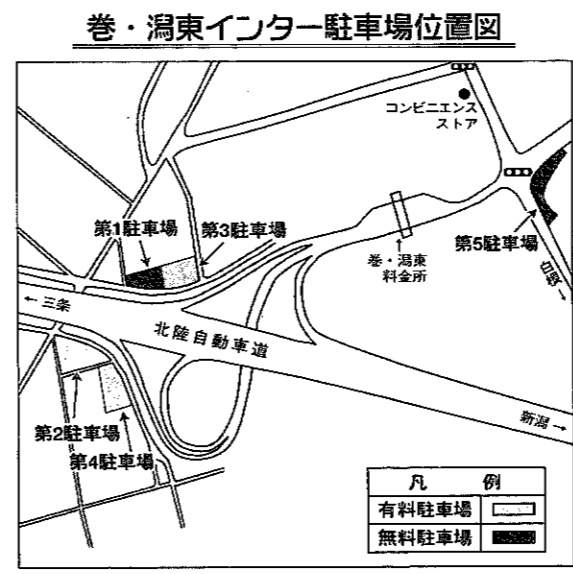 巻・潟東インター駐車場位置図
コンビニエンス
ストア
第1駐車場
第3駐車場
第5駐車場
巻・潟東
料金所
白根→
←三条
北陸自動車道
新潟→
第2駐車場
第4駐車場
凡 例
有料駐車場
無料駐車場